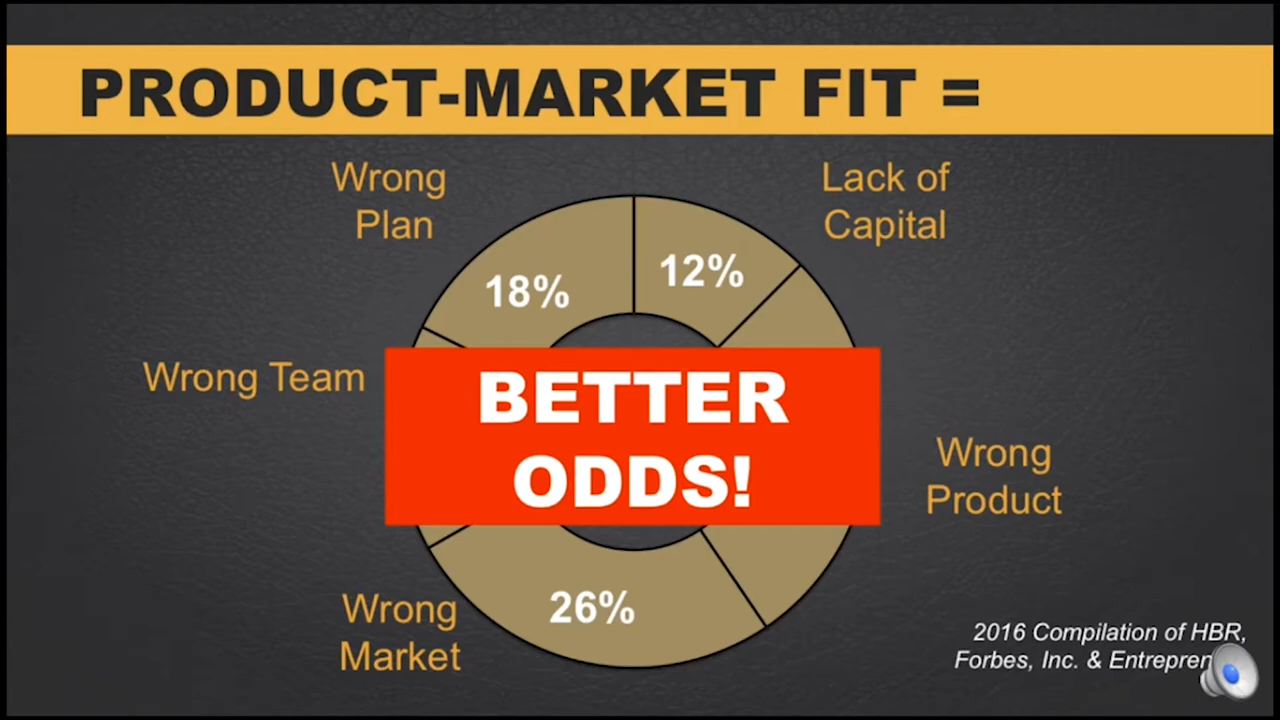 PRODUCT-MARKET FIT =
Wrong
Plan
Lack of
Capital
18%
12%
Wrong Team
BETTER
ODDS!
Wrong
Product
Wrong
Market
26%
2016 Compilation of HBR,
Forbes, Inc. &